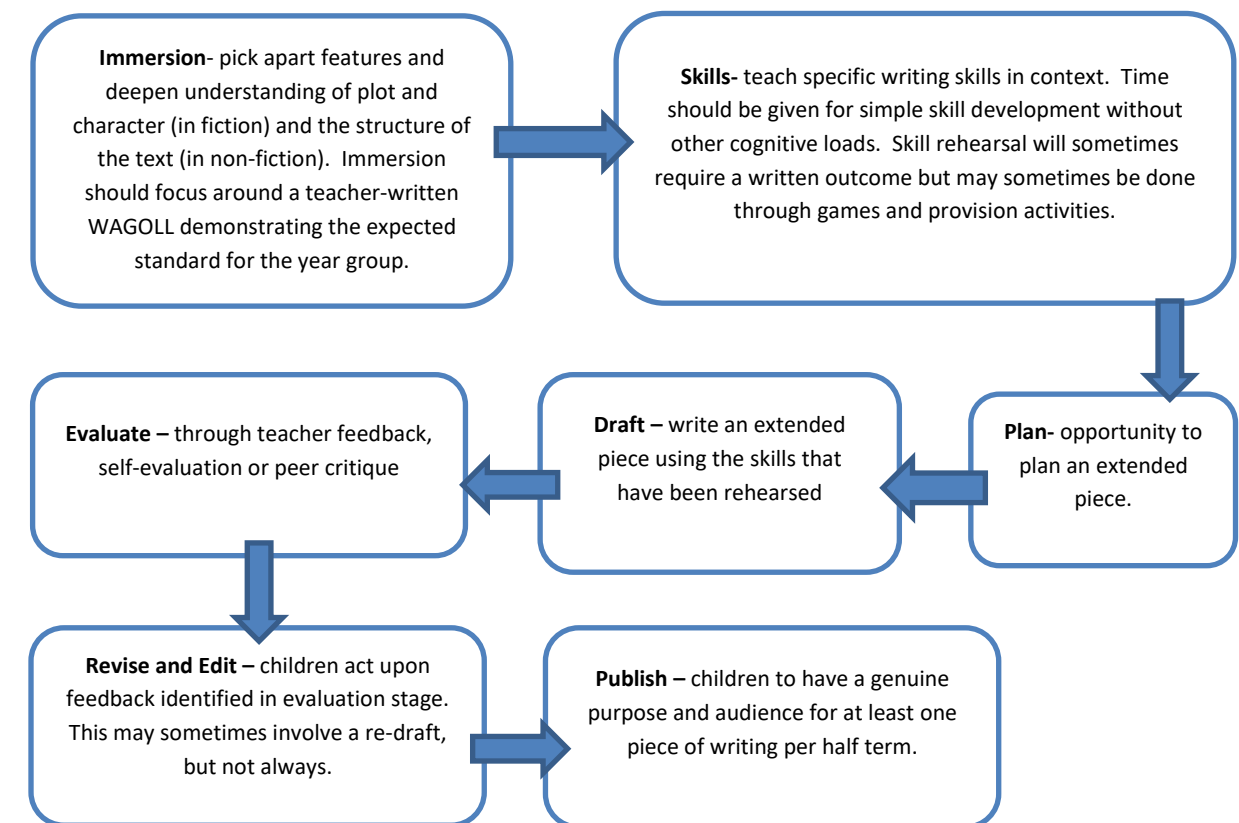 Immersion- pick apart features and
deepen understanding of plot and
character (in fiction) and the structure of
the text (in non-fiction).  Immersion
should focus around a teacher-written
WAGOLL demonstrating the expected
standard for the year group.
Skills- teach specific writing skills in context.  Time
should be given for simple skill development without
other cognitive loads.  Skill rehearsal will sometimes
require a written outcome but may sometimes be done
through games and provision activities.
Plan- opportunity to
plan an extended
piece.
Draft – write an extended
piece using the skills that
have been rehearsed
Evaluate – through teacher feedback,
self-evaluation or peer critique
Revise and Edit – children act upon
feedback identified in evaluation stage.
This may sometimes involve a re-draft,
but not always.
Publish – children to have a genuine
purpose and audience for at least one
piece of writing per half term.